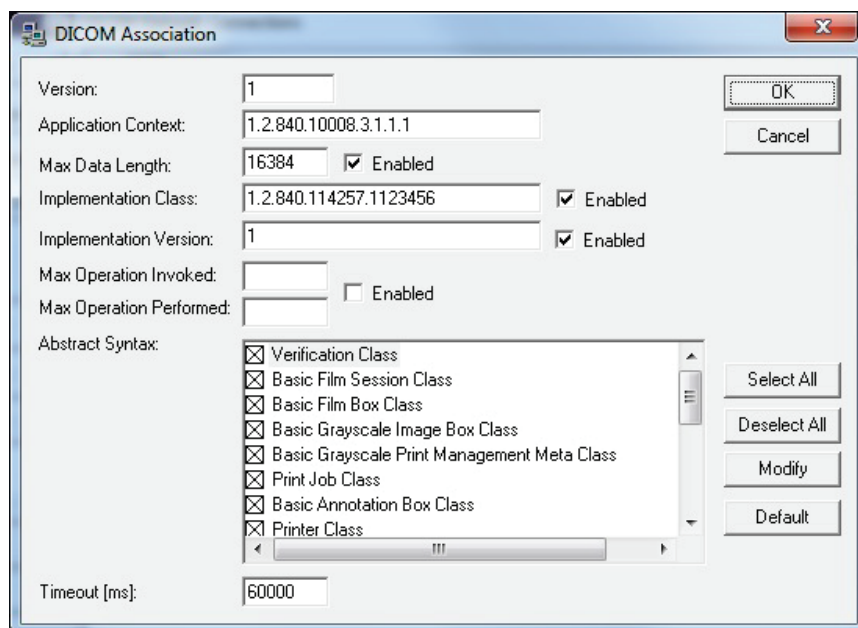 DICOM Association
Version: 1
OK
Application Context: 1.2.840.10008.3.1.1.1
Cancel
Max Data Length: 16384 Enabled
Implementation Class: 1.2.840.114257.1123456 Enabled
Implementation Version: 1 Enabled
Max Operation Invoked:
Enabled
Max Operation Performed:
Abstract Syntax:
Verification Class
Basic Film Session Class
Basic Film Box Class
Basic Grayscale Image Box Class
Basic Grayscale Print Management Meta Class
Print Job Class
Basic Annotation Box Class
Printer Class
Select All
Deselect All
Modify
Default
Timeout [ms]: 60000